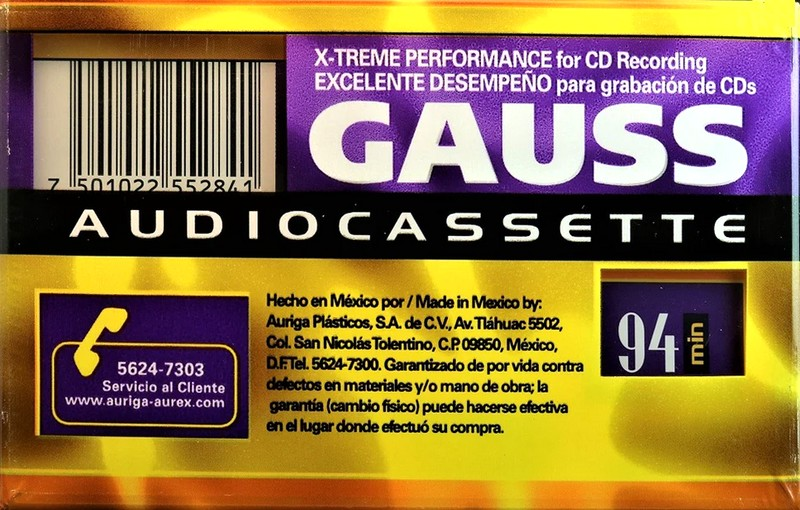 X-TREME PERFORMANCE for CD Recording
EXCELENTE DESEMPEÑO para grabación de CDs
GAUSS
7 501022 552841
AUDIOCASSETTE
5624-7303
Servicio al Cliente
www.auriga-aurex.com
Hecho en México por / Made in Mexico by:
Auriga Plásticos, S.A. de C.V., Av. Tláhuac 5502,
Col. San Nicolás Tolentino, C.P. 09850, México,
D.F. Tel. 5624-7300. Garantizado de por vida contra
defectos en materiales y/o mano de obra; la
garantía (cambio físico) puede hacerse efectiva
en el lugar donde efectuó su compra.
94 min